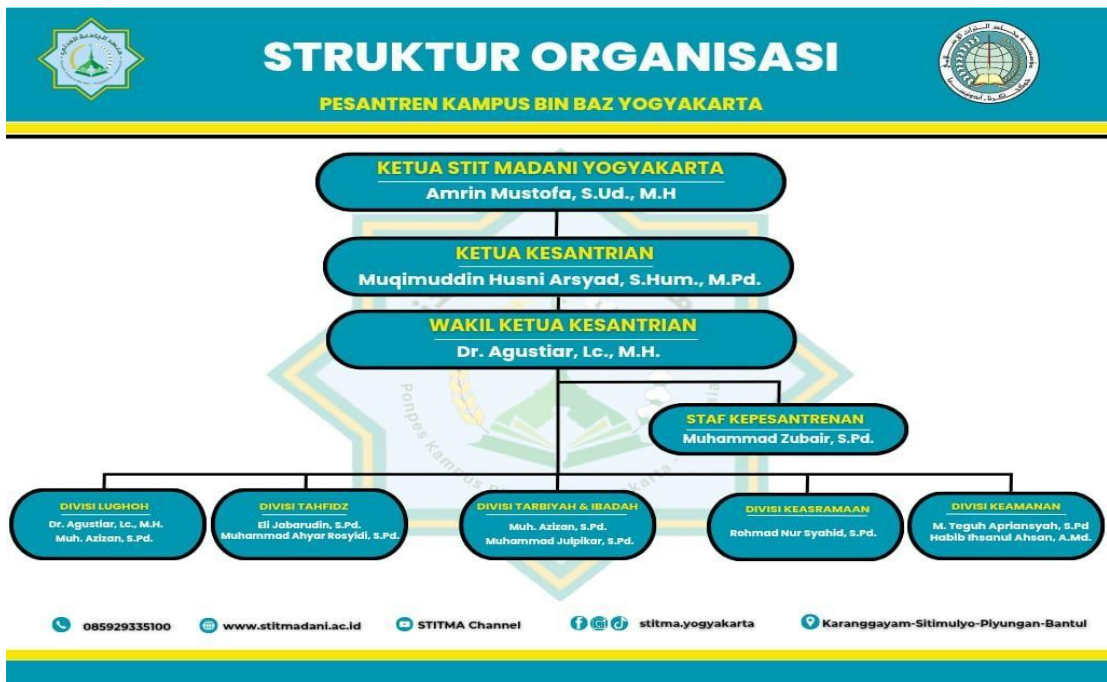 STRUKTUR ORGANISASI
PESANTREN KAMPUS BIN BAZ YOGYAKARTA
KETUA STIT MADANI YOGYAKARTA
Amrin Mustofa, S.Ud., M.H
KETUA KESANTRIAN
Muqimuddin Husni Arsyad, S.Hum., M.Pd.
WAKIL KETUA KESANTRIAN
Dr. Agustiar, Lc., M.H.
STAF KEPESANTRENAN
Muhammad Zubair, S.Pd.
DIVISI LUGHOH
Dr. Agustiar, Lc., M.H.
Muh. Azizan, S.Pd.
DIVISI TAHFIDZ
Eli Jabarudin, S.Pd.
Muhammad Ahyar Rosyidi, S.Pd.
DIVISI TARBIYAH & IBADAH
Muh. Azizan, S.Pd.
Muhammad Julpikar, S.Pd.
DIVISI KEASRAMAAN
Rohmad Nur Syahid, S.Pd.
DIVISI KEAMANAN
M. Teguh Apriansyah, S.Pd
Habib Ihsanul Ahsan, A.Md.
Ponpes Kampus
085929335100
www.stitmadani.ac.id
STITMA Channel
stitma.yogyakarta
Karanggayam-Sitimulyo-Piyungan-Bantul